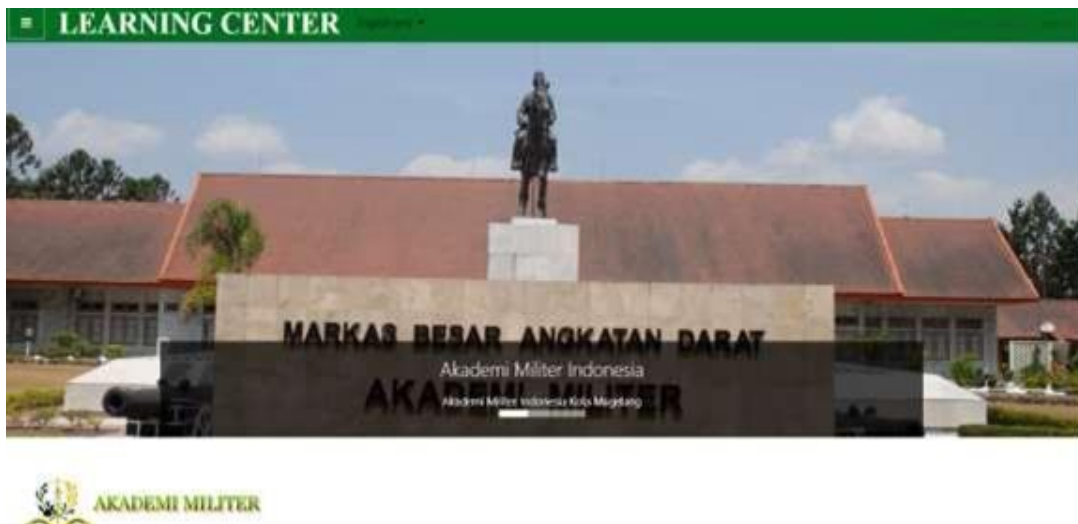 LEARNING CENTER
MARKAS BESAR ANGKATAN DARAT
Akademi Militer Indonesia
AKADEMI MILITER
Akademi Militer Indonesia Kota Magelang
AKADEMI MILITER